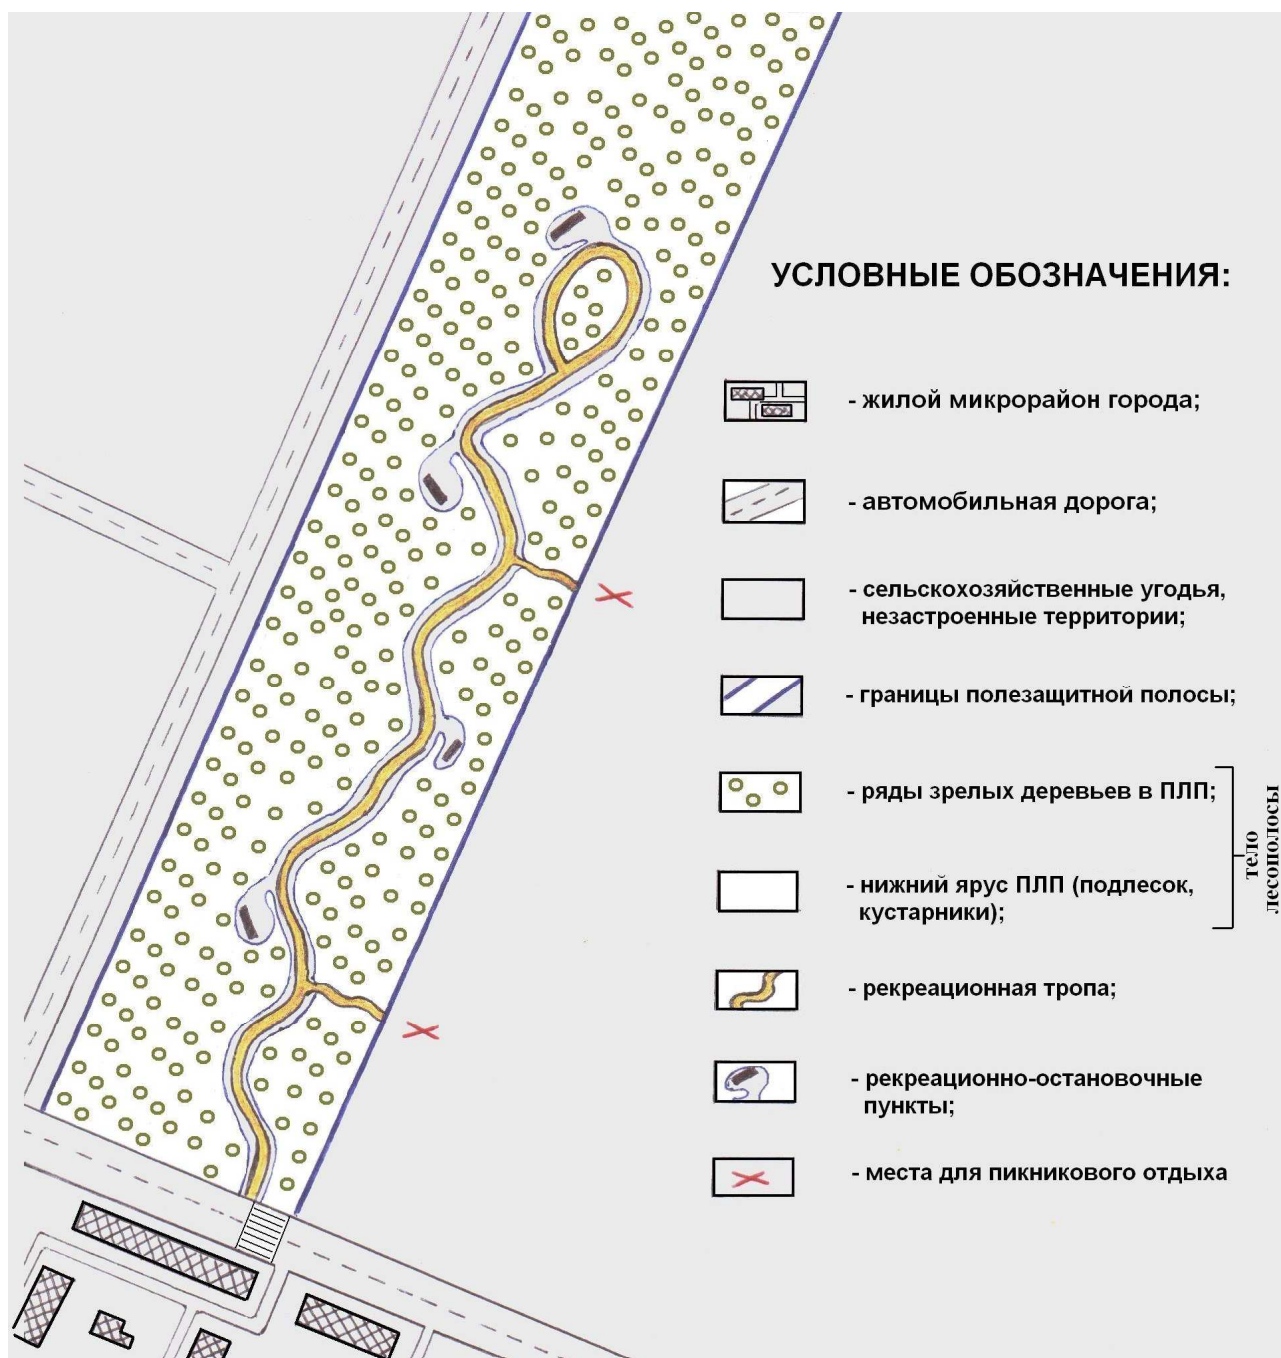 УСЛОВНЫЕ ОБОЗНАЧЕНИЯ:
- жилой микрорайон города;
- автомобильная дорога;
- сельскохозяйственные угодья,
незастроенные территории;
- границы полезащитной полосы;
- ряды зрелых деревьев в ПЛП;
- нижний ярус ПЛП (подлесок,
кустарники);
тело
лесополосы
- рекреационная тропа;
- рекреационно-остановочные
пункты;
- места для пикникового отдыха